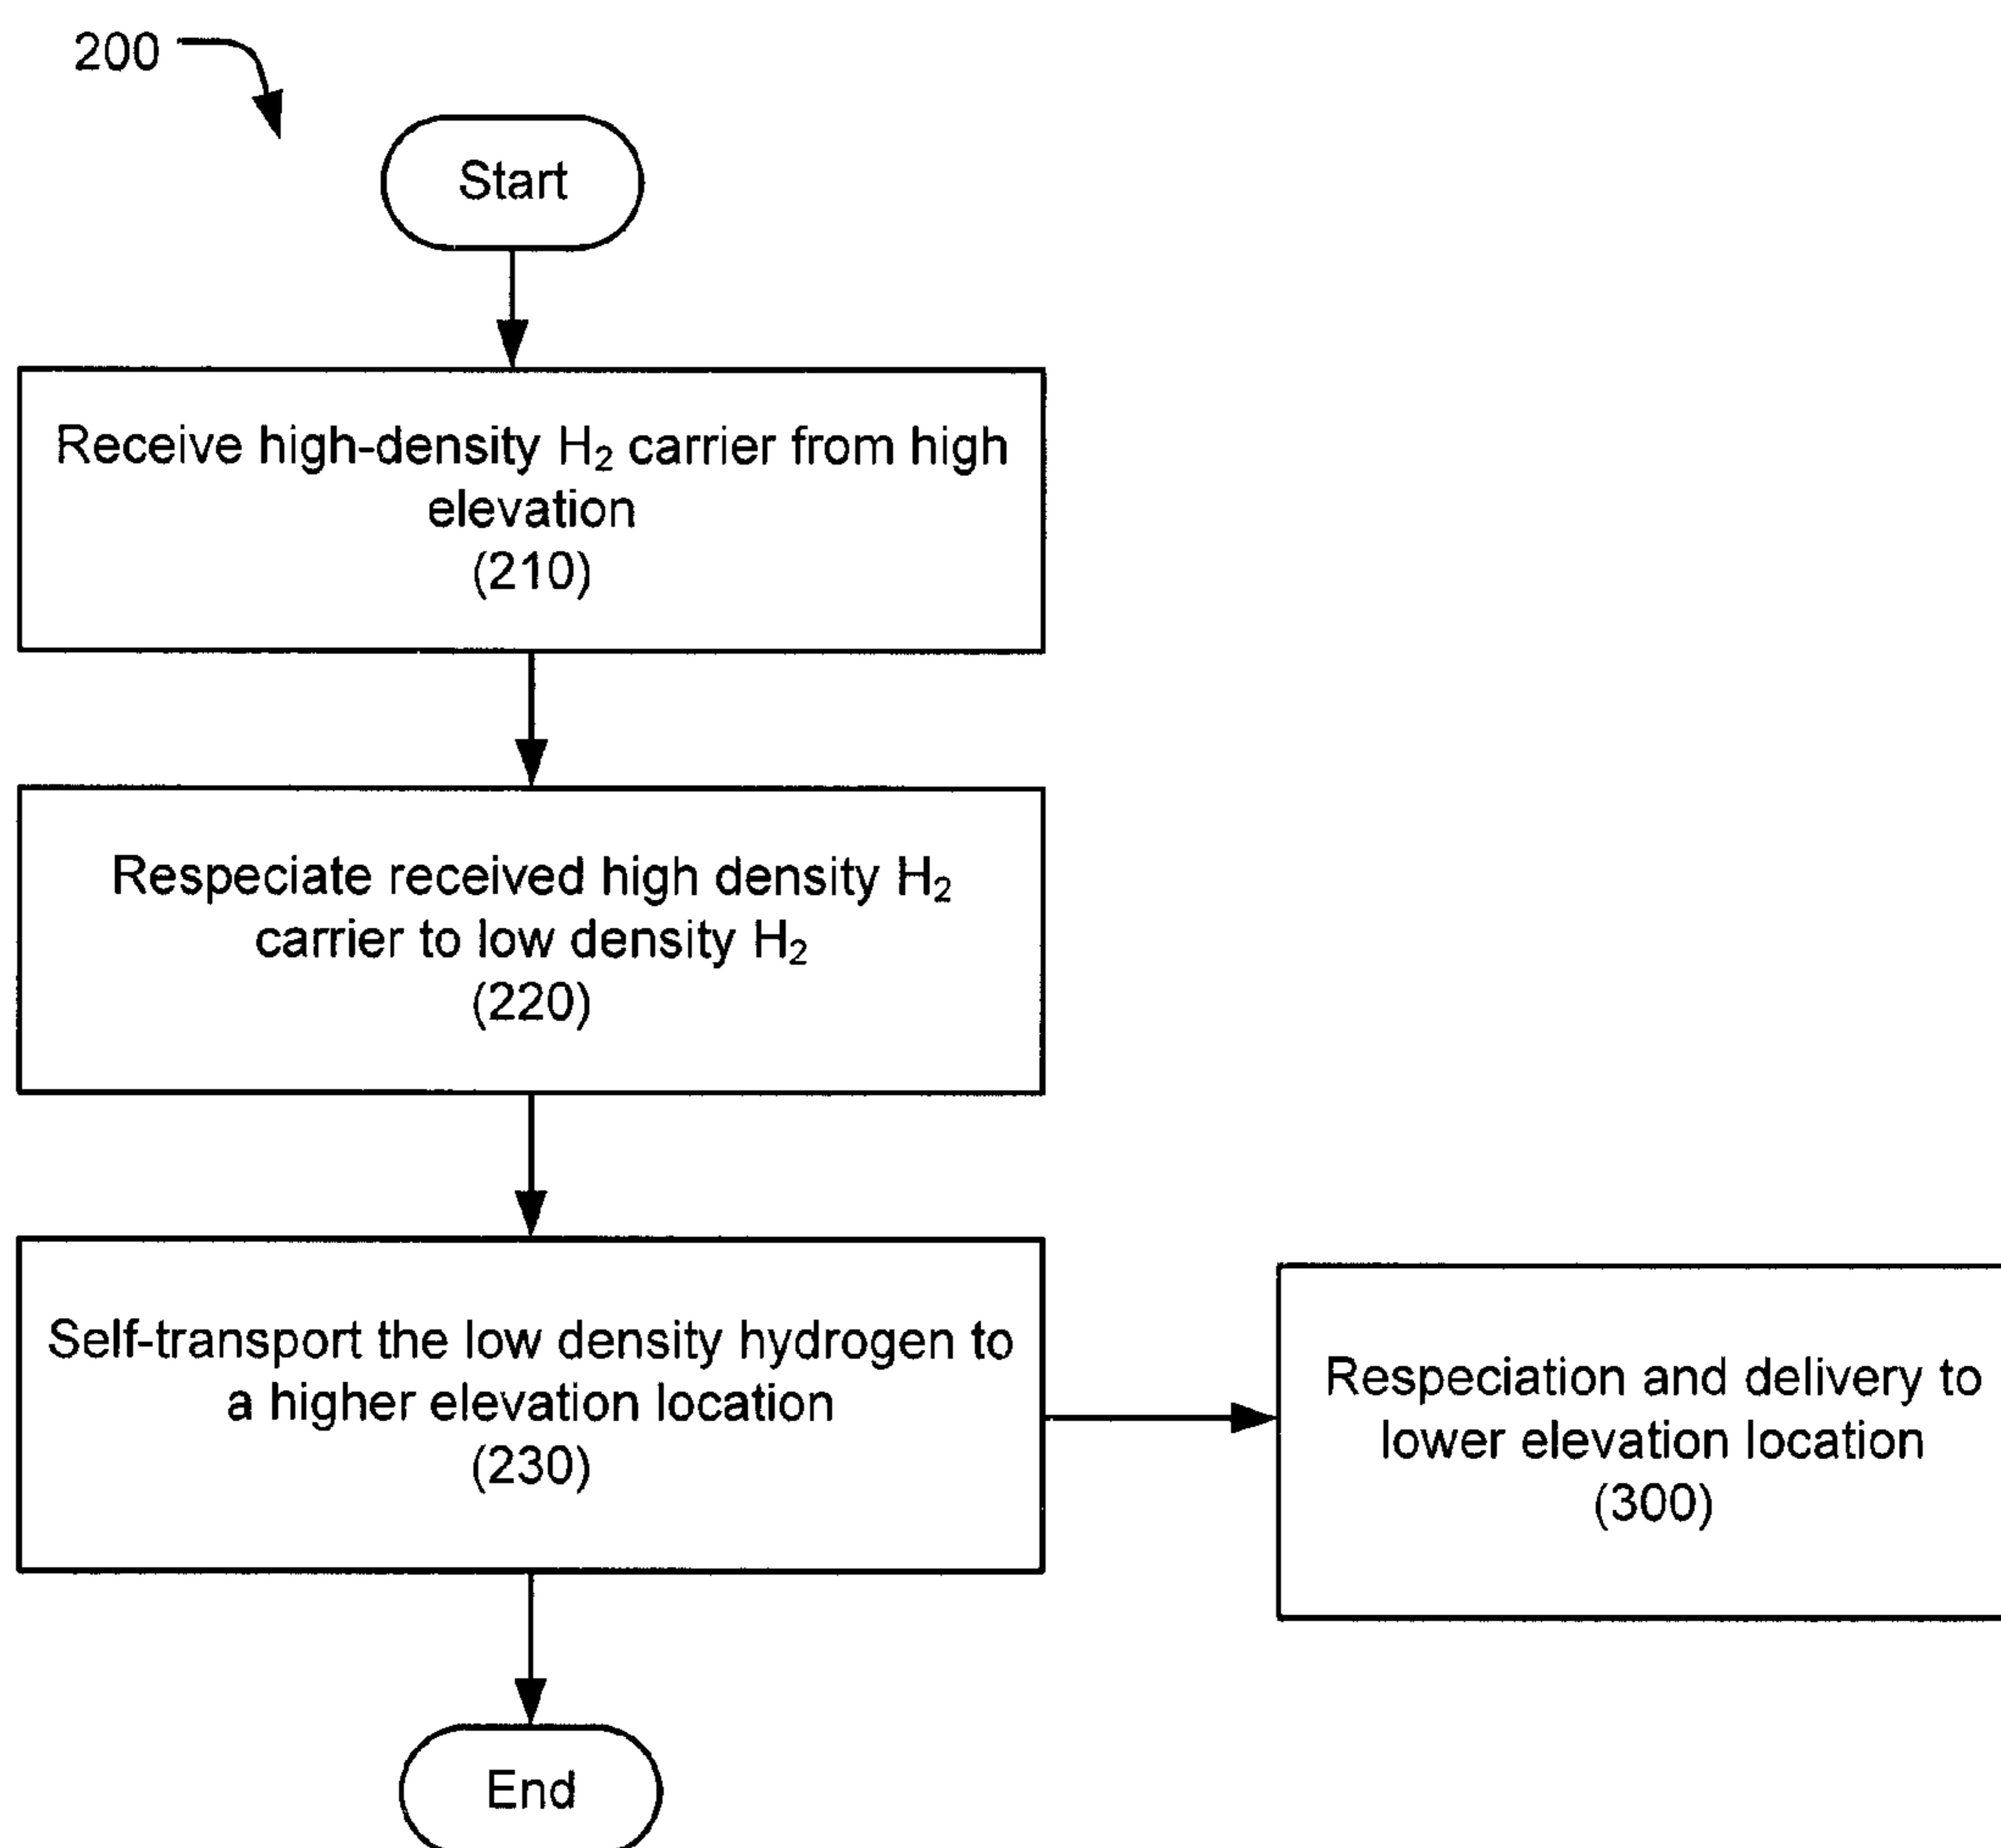 200
Start
Receive high-density H₂ carrier from high
elevation
(210)
Respeciate received high density H₂
carrier to low density H₂
(220)
Self-transport the low density hydrogen to
a higher elevation location
(230)
Respeciation and delivery to
lower elevation location
(300)
End